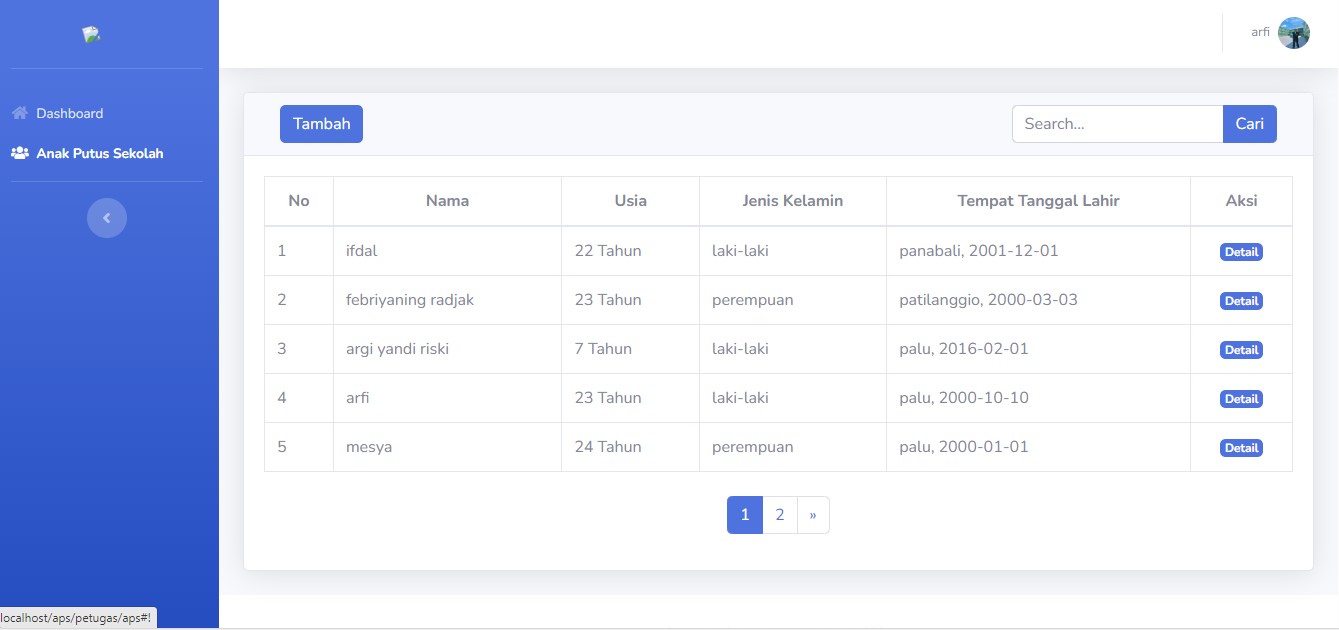 arfi
Dashboard
Anak Putus Sekolah
Tambah
Search...
Cari
No Nama Usia Jenis Kelamin Tempat Tanggal Lahir Aksi
1 ifdal 22 Tahun laki-laki panabali, 2001-12-01 Detail
2 febriyaning radjak 23 Tahun perempuan patilanggio, 2000-03-03 Detail
3 argi yandi riski 7 Tahun laki-laki palu, 2016-02-01 Detail
4 arfi 23 Tahun laki-laki palu, 2000-10-10 Detail
5 mesya 24 Tahun perempuan palu, 2000-01-01 Detail
1 2 »
localhost/aps/petugas/aps#!